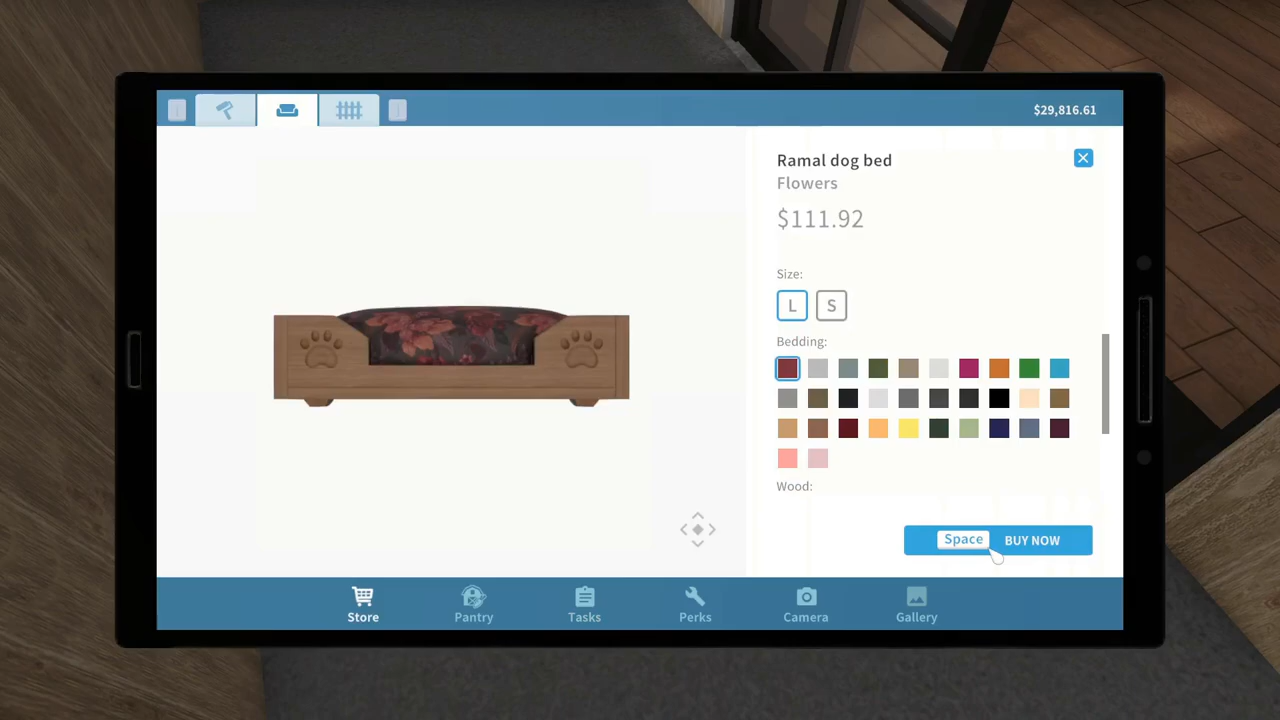 $29,816.61
Ramal dog bed
Flowers
$111.92
Size:
L S
Bedding:
Wood:
Space BUY NOW
Store Pantry Tasks Perks Camera Gallery